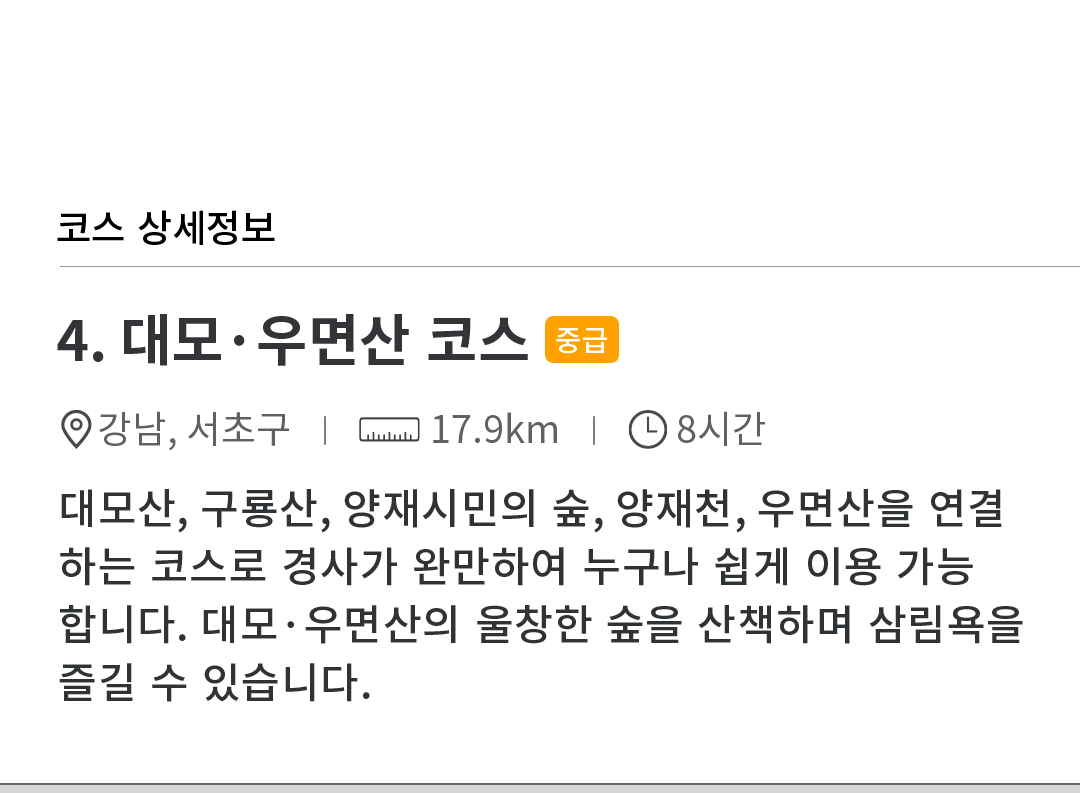 코스 상세정보
4. 대모·우면산 코스 중급
강남, 서초구 | 17.9km | 8시간
대모산, 구룡산, 양재시민의 숲, 양재천, 우면산을 연결
하는 코스로 경사가 완만하여 누구나 쉽게 이용 가능
합니다. 대모·우면산의 울창한 숲을 산책하며 삼림욕을
즐길 수 있습니다.